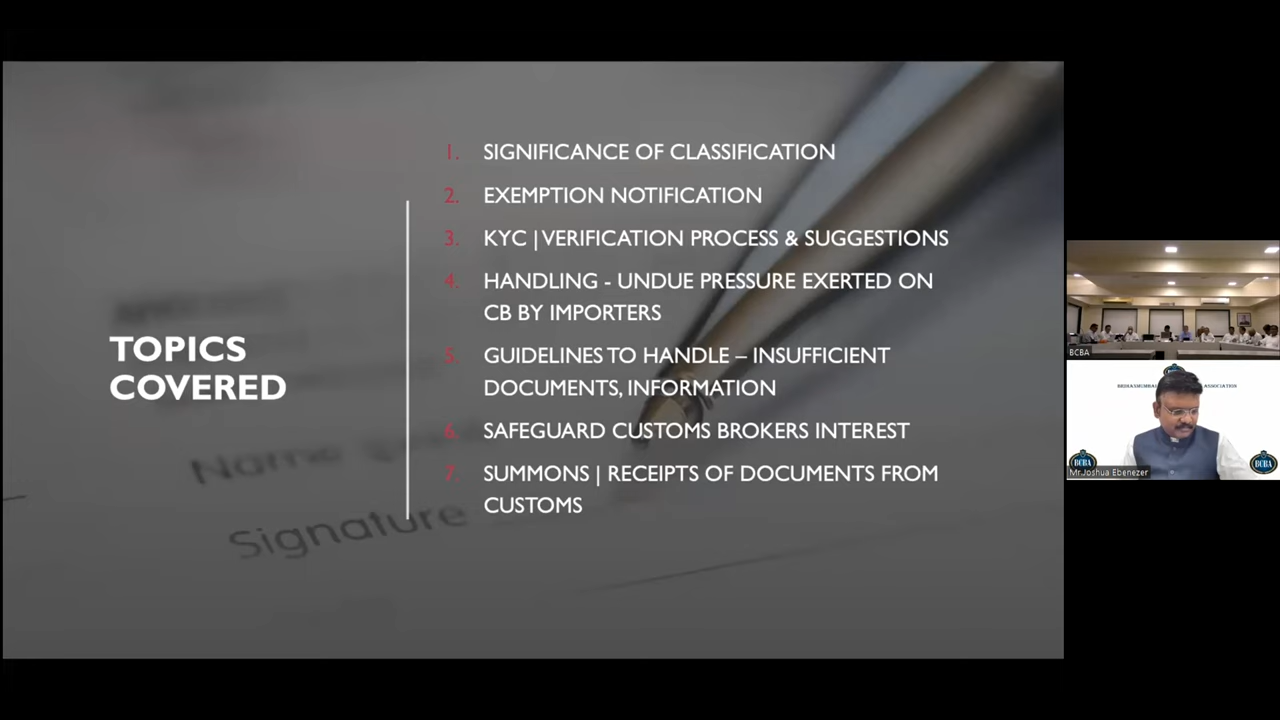 TOPICS
COVERED
1. SIGNIFICANCE OF CLASSIFICATION
2. EXEMPTION NOTIFICATION
3. KYC | VERIFICATION PROCESS & SUGGESTIONS
4. HANDLING - UNDUE PRESSURE EXERTED ON
CB BY IMPORTERS
5. GUIDELINES TO HANDLE – INSUFFICIENT
DOCUMENTS, INFORMATION
6. SAFEGUARD CUSTOMS BROKERS INTEREST
7. SUMMONS | RECEIPTS OF DOCUMENTS FROM
CUSTOMS
Name
Signature
BCBA
ASSOCIATION
BCBA
BCBA
Mr.Joshua Ebenezer